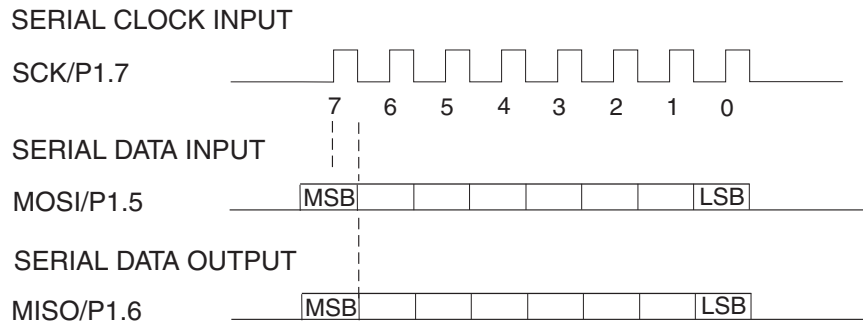 SERIAL CLOCK INPUT
SCK/P1.7
7 6 5 4 3 2 1 0
SERIAL DATA INPUT
MOSI/P1.5 MSB LSB
SERIAL DATA OUTPUT
MISO/P1.6 MSB LSB